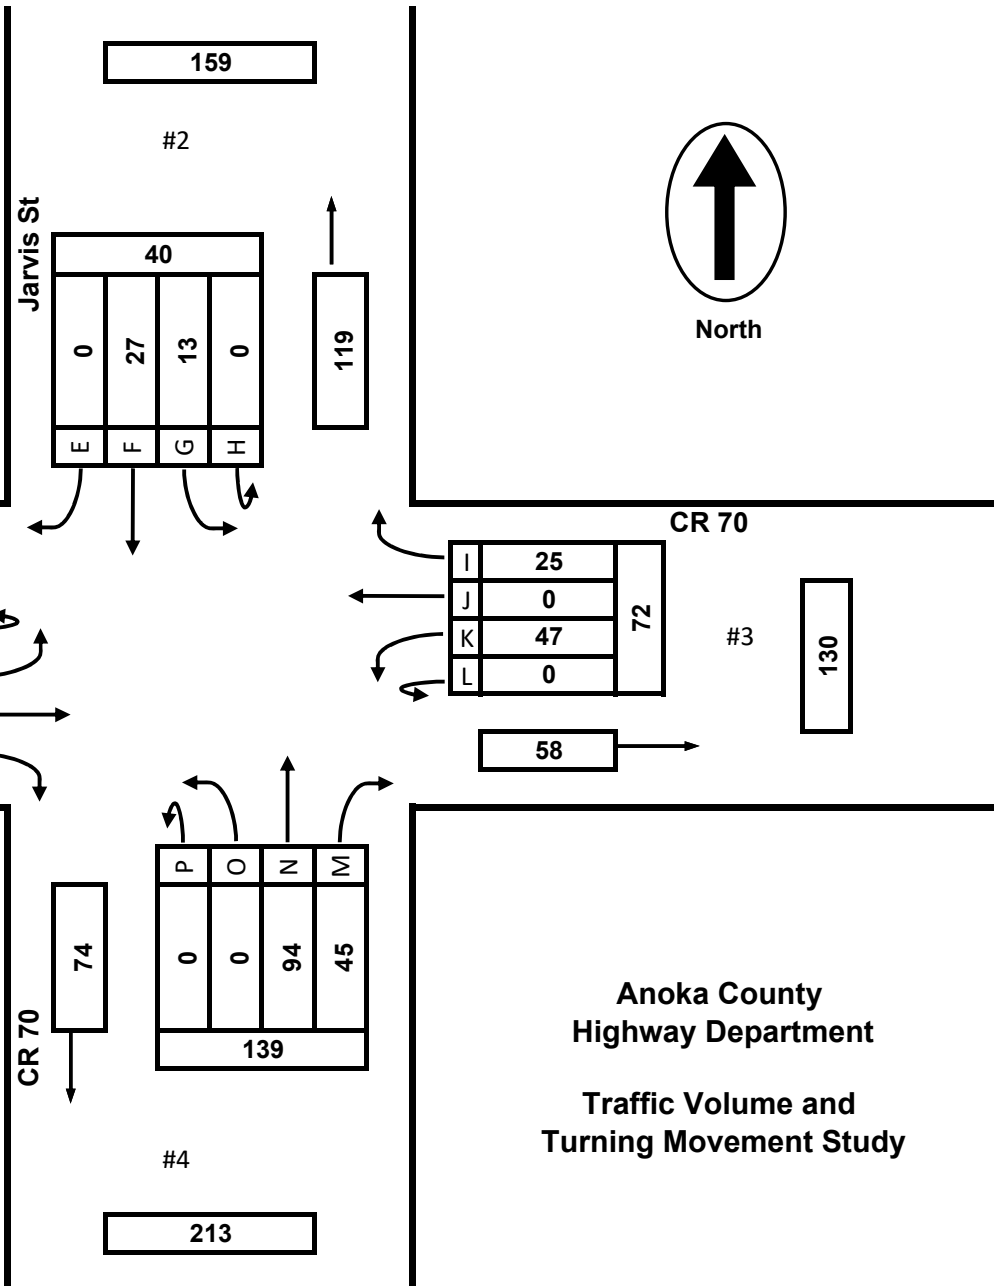 159
#2
Jarvis St
40
0
27
13
0
E
F
G
H
119
North
CR 70
I 25
J 0
K 47
L 0
72
#3
130
58
P
O
N
M
0
0
94
45
139
74
CR 70
#4
213
Anoka County
Highway Department
Traffic Volume and
Turning Movement Study